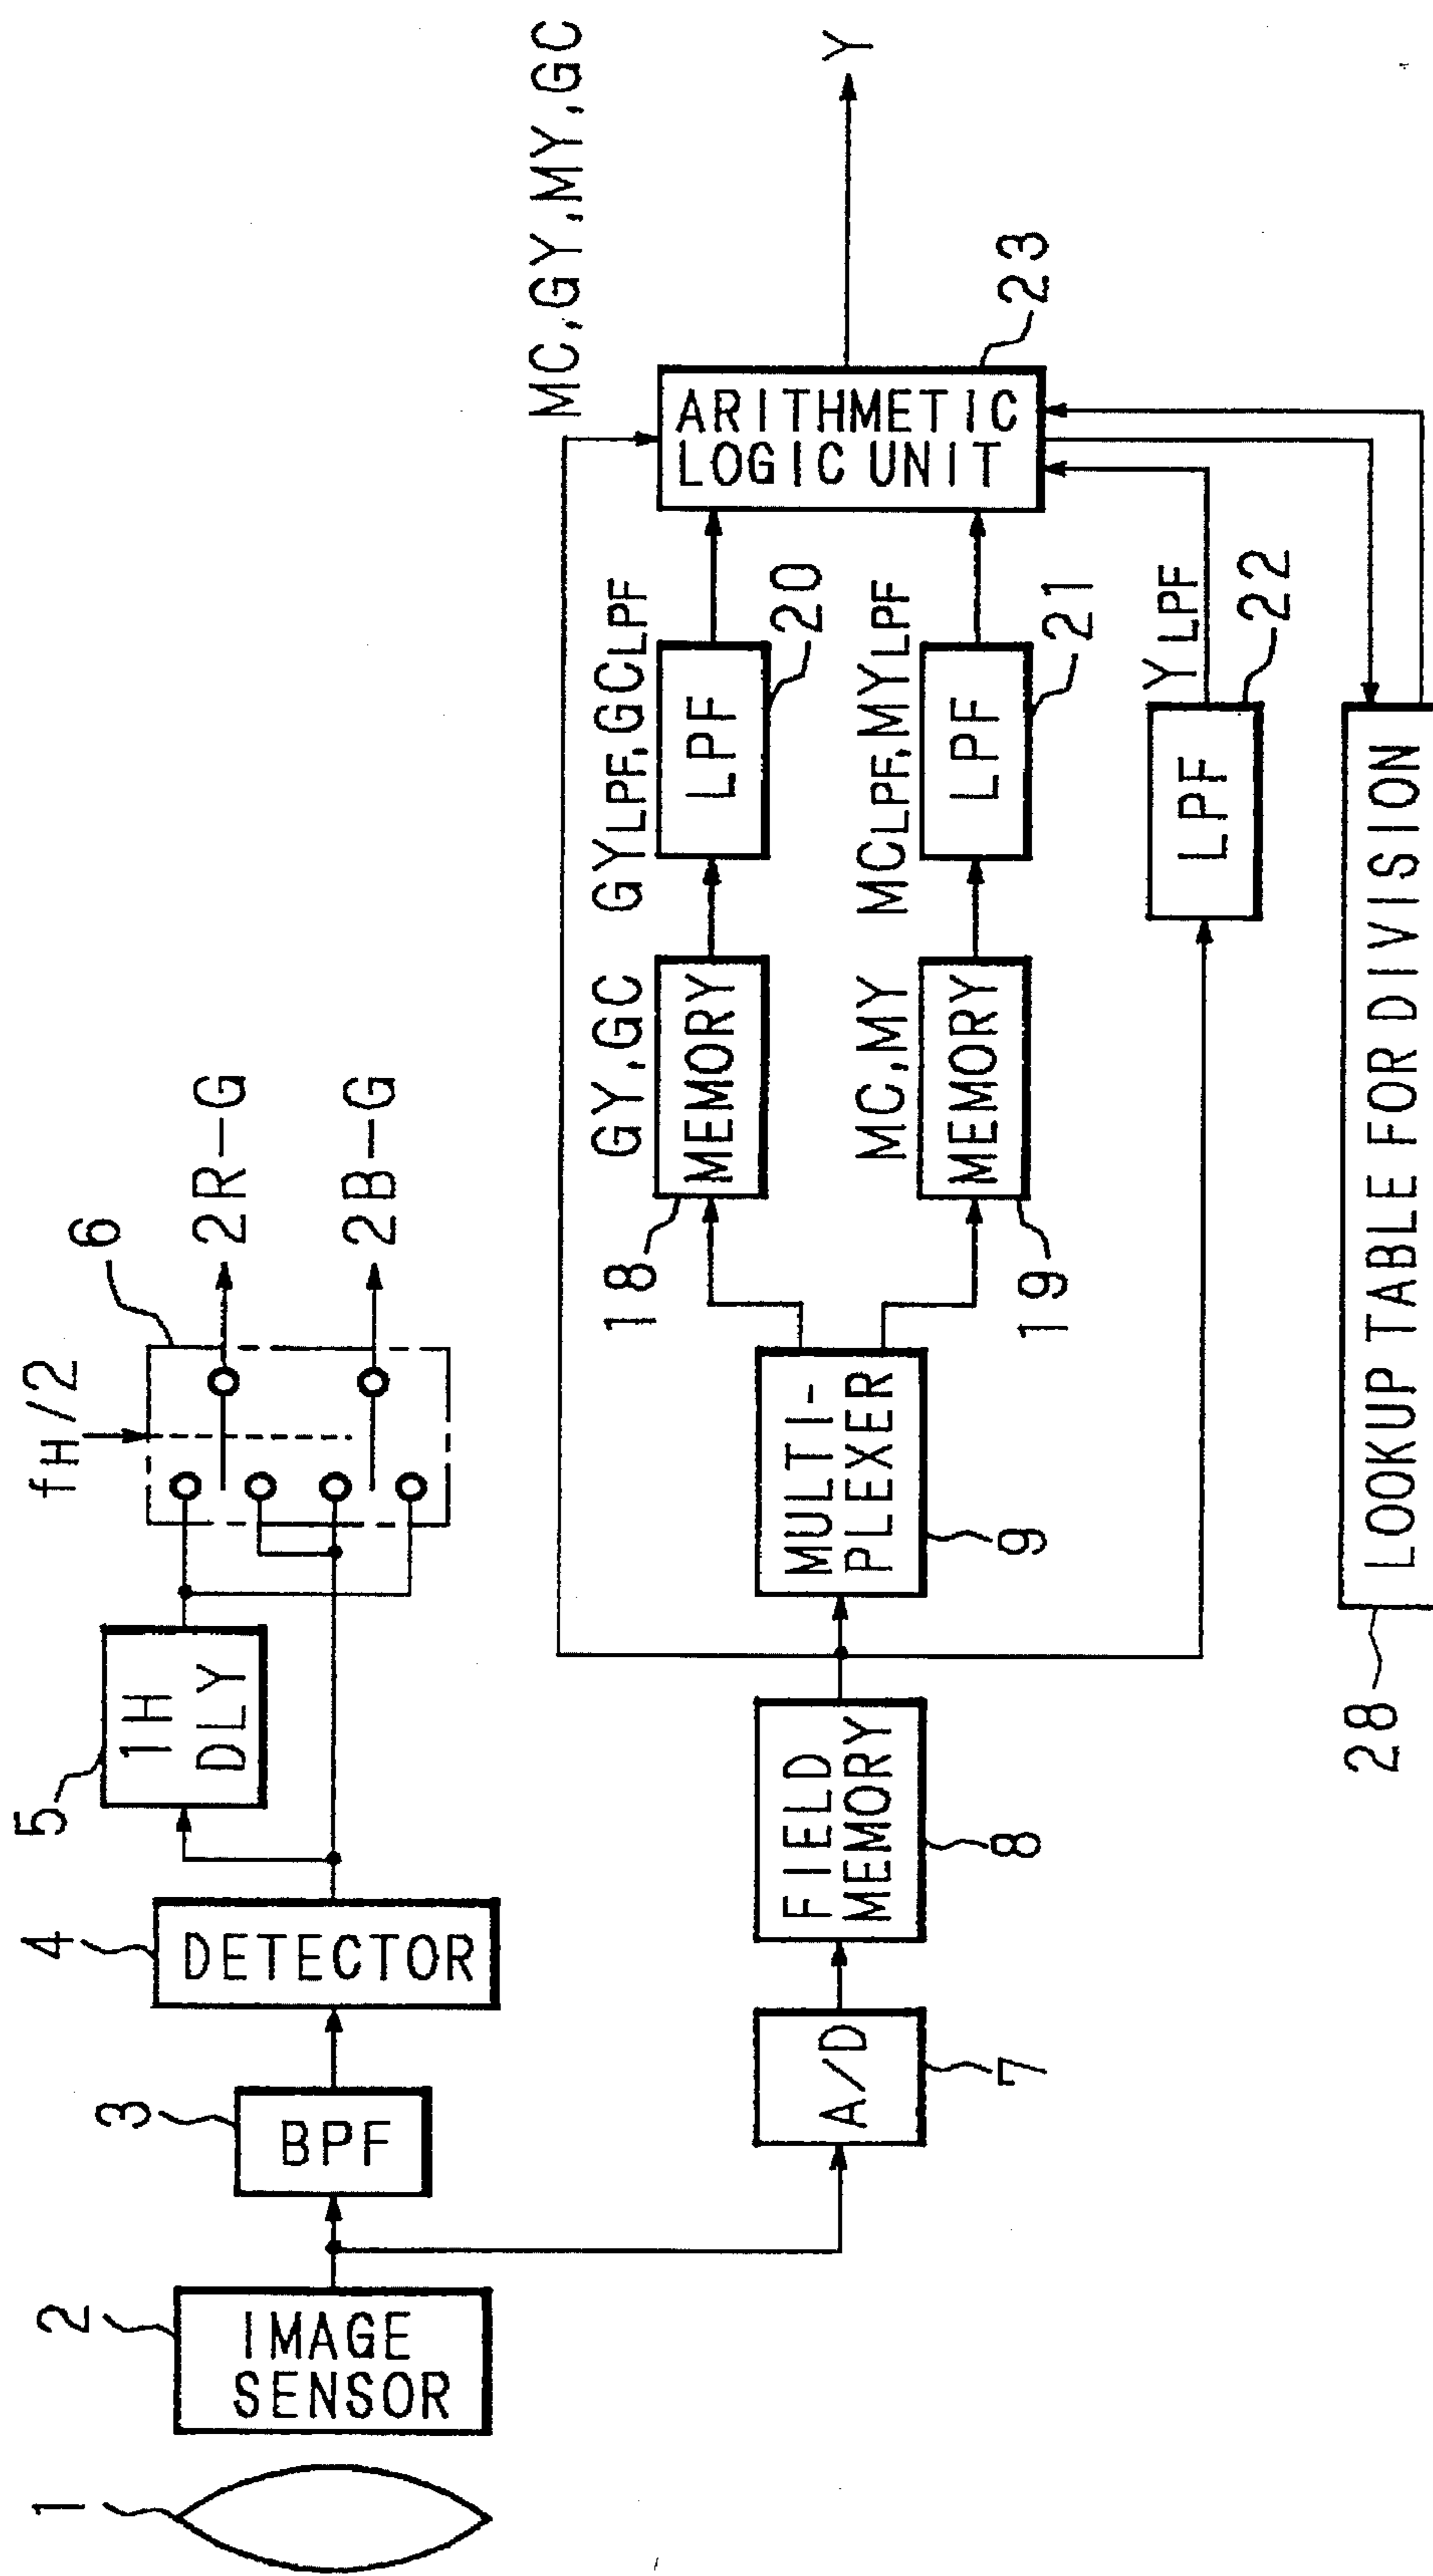 1
2
IMAGE
SENSOR
3
BPF
4
DETECTOR
5
1H
DLY
fH/2
6
2R-G
2B-G
A/D
7
FIELD
MEMORY
8
MULTI-
PLEXER
9
18
MEMORY
GY,GC
19
MEMORY
MC,MY
GYLPF,GCLPF
LPF
20
MCLPF,MYLPF
LPF
21
LPF
YLPF
22
MC,GY,MY,GC
ARITHMETIC
LOGIC UNIT
23
Y
28
LOOKUP TABLE FOR DIVISION